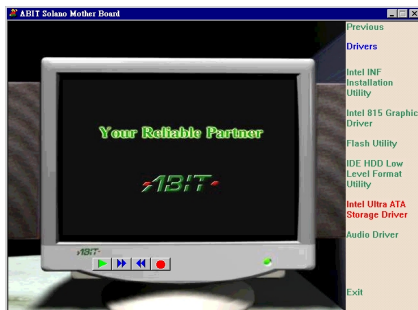 ABIT Solano Mother Board
Previous
Drivers
Intel INF
Installation
Utility
Intel 815 Graphic
Driver
Flash Utility
IDE HDD Low
Level Format
Utility
Intel Ultra ATA
Storage Driver
Audio Driver
Exit
Your Reliable Partner
ABIT
ABIT